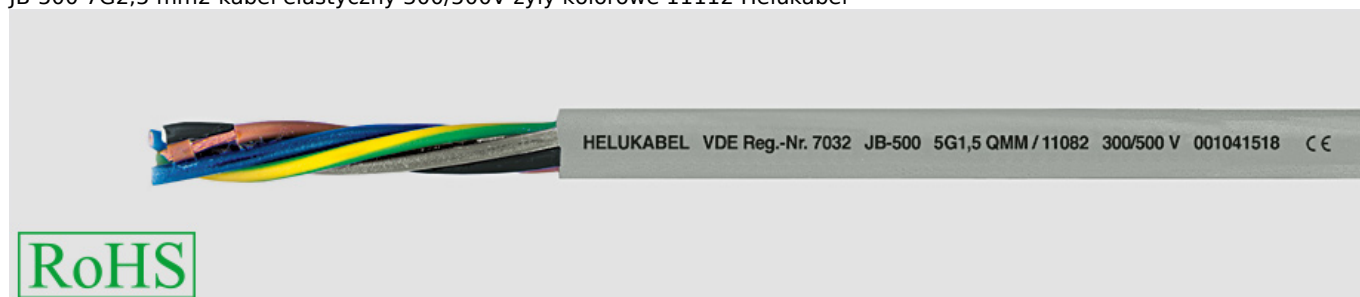 JB-500 7G2,5 mm2 kabel elastyczny 300/500V żyły kolorowe 11112 Helukabel
HELUKABEL VDE Reg.-Nr. 7032 JB-500 5G1,5 QMM / 11082 300/500 V 001041518 CE
RoHS